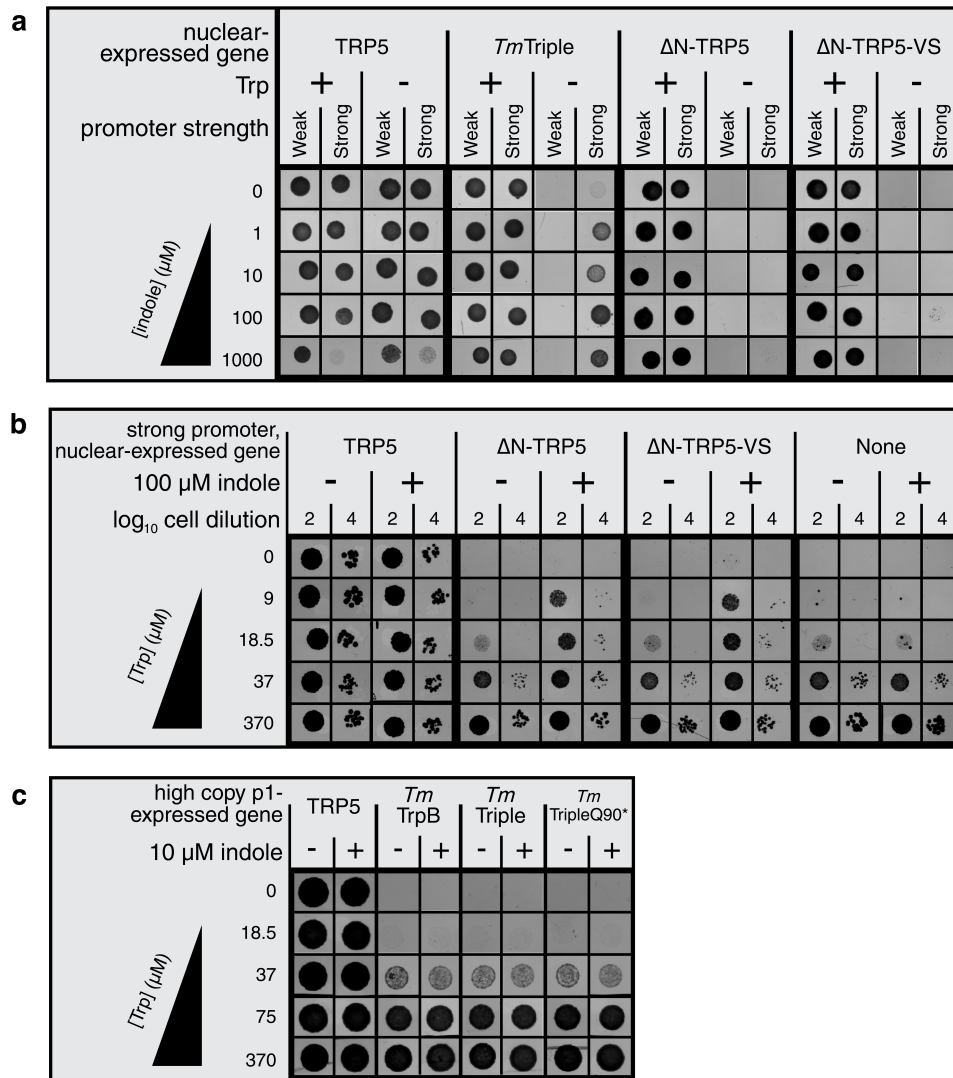 a
nuclear-
expressed gene
TRP5
TmTriple
ΔN-TRP5
ΔN-TRP5-VS
Trp
+ - + - + - + -
promoter strength
Weak Strong Weak Strong Weak Strong Weak Strong Weak Strong Weak Strong Weak Strong Weak Strong
[indole] (µM)
0
1
10
100
1000
b
strong promoter,
nuclear-expressed gene
TRP5
ΔN-TRP5
ΔN-TRP5-VS
None
100 µM indole
- + - + - + - +
log₁₀ cell dilution
2 4 2 4 2 4 2 4 2 4 2 4 2 4 2 4
[Trp] (µM)
0
9
18.5
37
370
c
high copy p1-
expressed gene
TRP5
Tm
TrpB
Tm
Triple
Tm
TripleQ90*
10 µM indole
- + - + - + - +
[Trp] (µM)
0
18.5
37
75
370